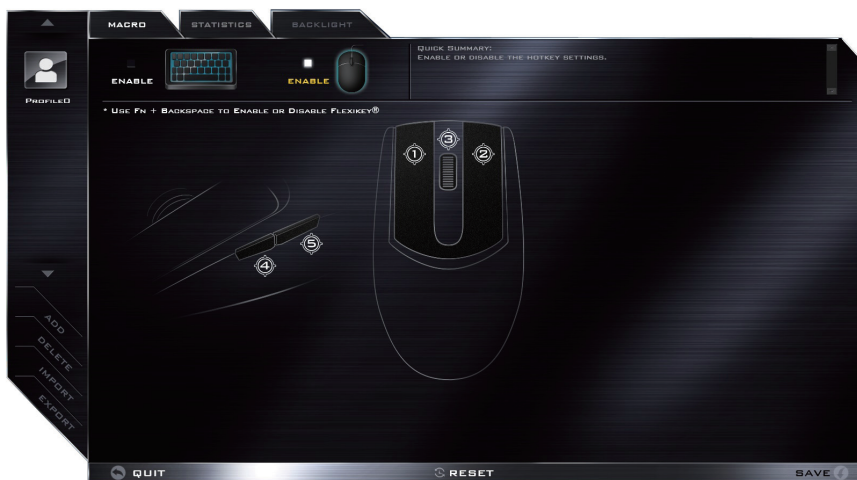 MACRO
STATISTICS
BACKLIGHT
ENABLE
ENABLE
QUICK SUMMARY:
ENABLE OR DISABLE THE HOTKEY SETTINGS.
PROFILE0
* USE FN + BACKSPACE TO ENABLE OR DISABLE FLEXIKEY®
1
3
2
5
4
ADD
DELETE
IMPORT
EXPORT
QUIT
RESET
SAVE